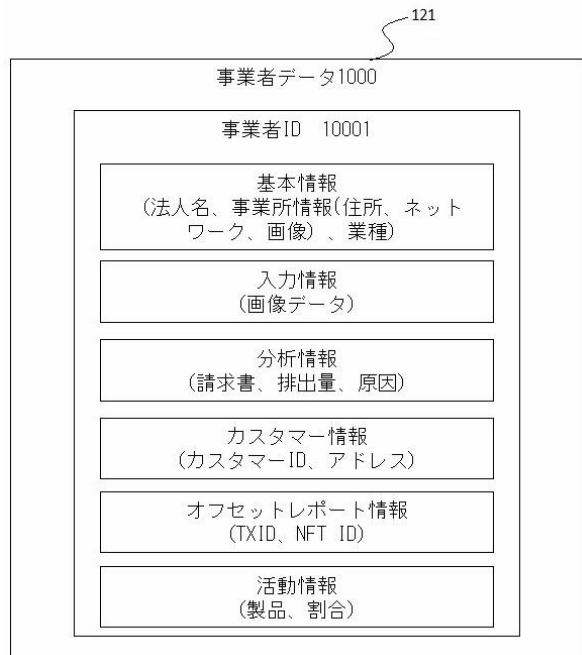 121
事業者データ1000
事業者ID 10001
基本情報
(法人名、事業所情報(住所、ネット
ワーク、画像)、業種)
入力情報
(画像データ)
分析情報
(請求書、排出量、原因)
カスタマー情報
(カスタマーID、アドレス)
オフセットレポート情報
(TXID、NFT ID)
活動情報
(製品、割合)